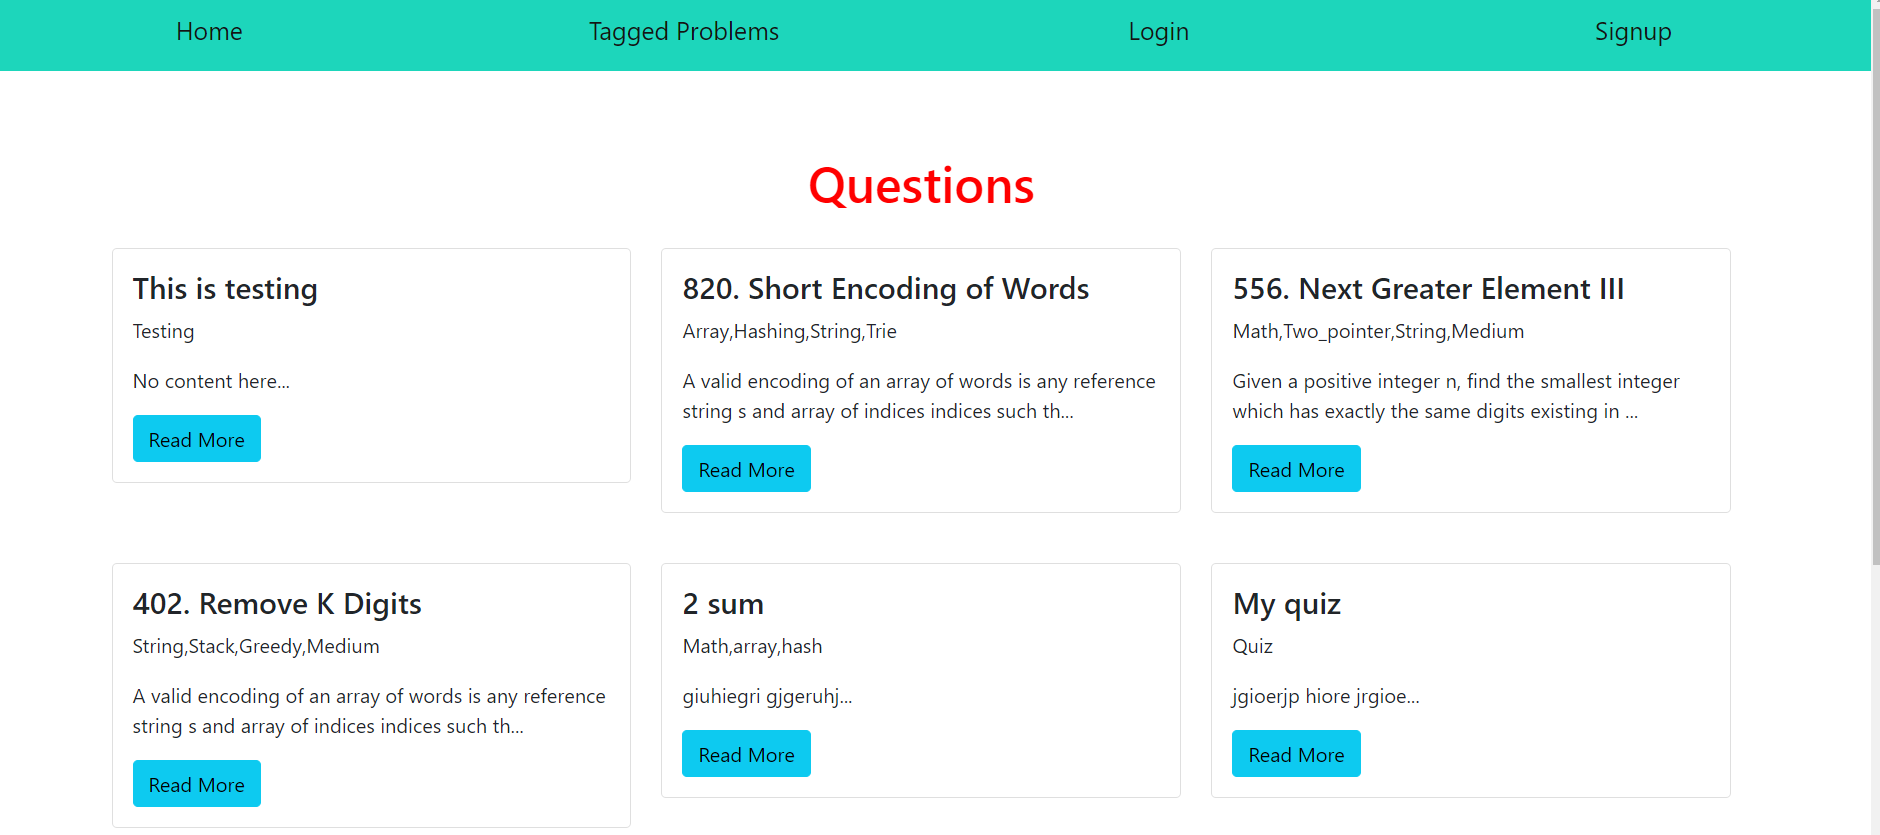 Home
Tagged Problems
Login
Signup
Questions
This is testing
Testing
No content here...
Read More
820. Short Encoding of Words
Array,Hashing,String,Trie
A valid encoding of an array of words is any reference
string s and array of indices indices such th...
Read More
556. Next Greater Element III
Math,Two_pointer,String,Medium
Given a positive integer n, find the smallest integer
which has exactly the same digits existing in ...
Read More
402. Remove K Digits
String,Stack,Greedy,Medium
A valid encoding of an array of words is any reference
string s and array of indices indices such th...
Read More
2 sum
Math,array,hash
giuhiegri gjgeruhj...
Read More
My quiz
Quiz
jgioerjp hiore jrgioe...
Read More